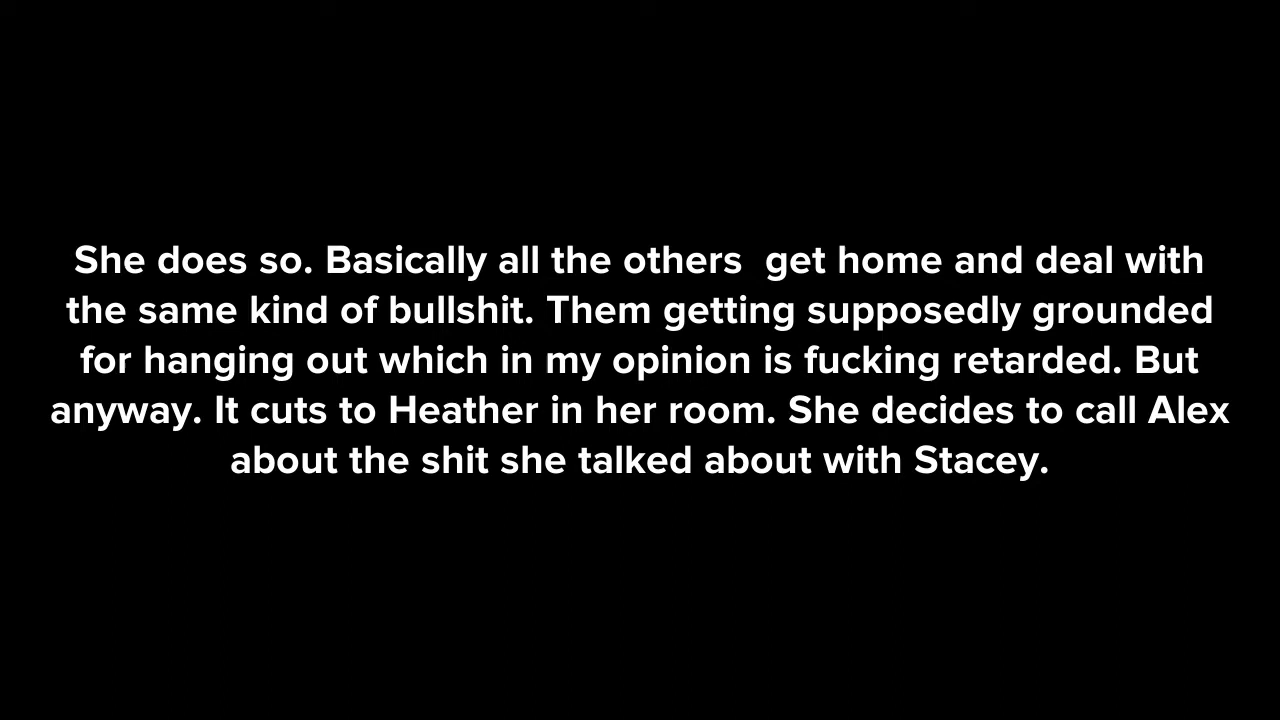 She does so. Basically all the others  get home and deal with
the same kind of bullshit. Them getting supposedly grounded
for hanging out which in my opinion is fucking retarded. But
anyway. It cuts to Heather in her room. She decides to call Alex
about the shit she talked about with Stacey.